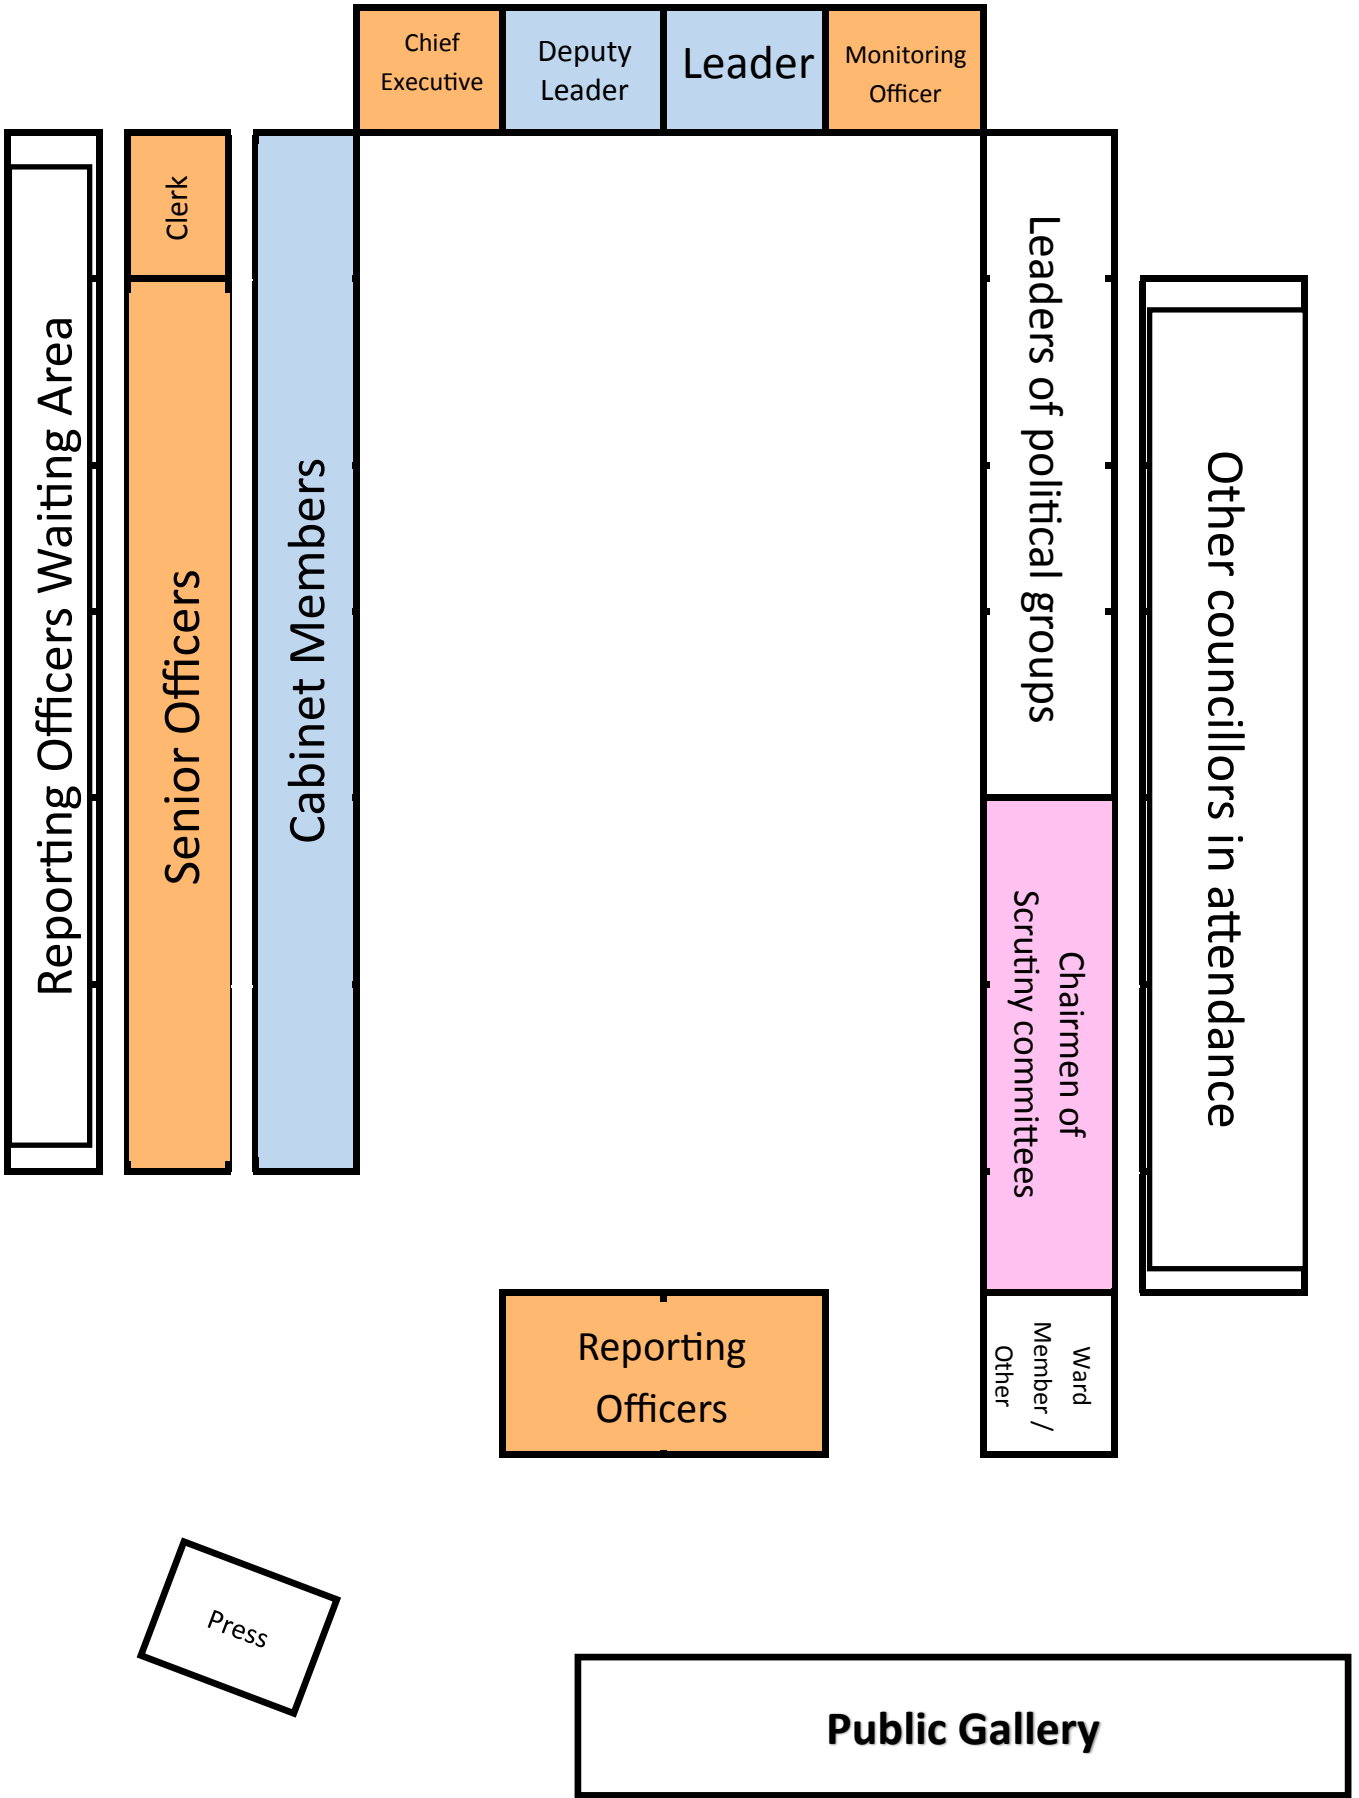 Chief
Executive
Deputy
Leader
Leader
Monitoring
Officer
Reporting Officers Waiting Area
Clerk
Senior Officers
Cabinet Members
Leaders of political groups
Chairmen of
Scrutiny committees
Ward
Member /
Other
Other councillors in attendance
Reporting
Officers
Press
Public Gallery